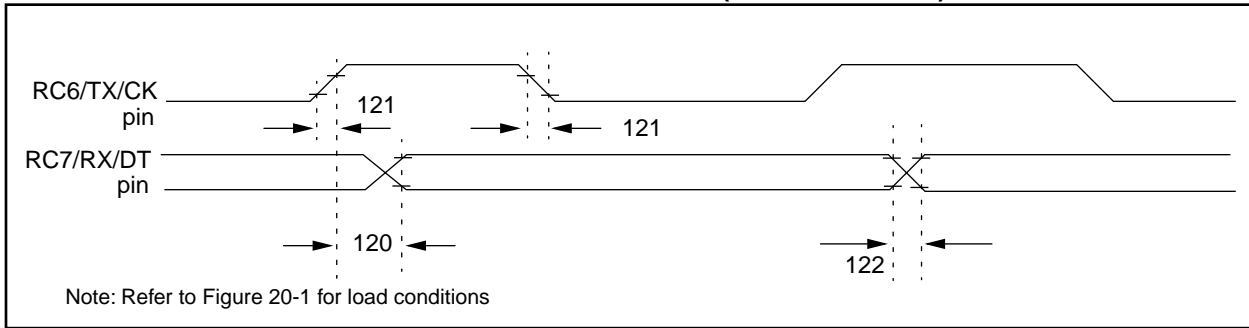 RC6/TX/CK
pin
121
121
RC7/RX/DT
pin
120
122
Note: Refer to Figure 20-1 for load conditions